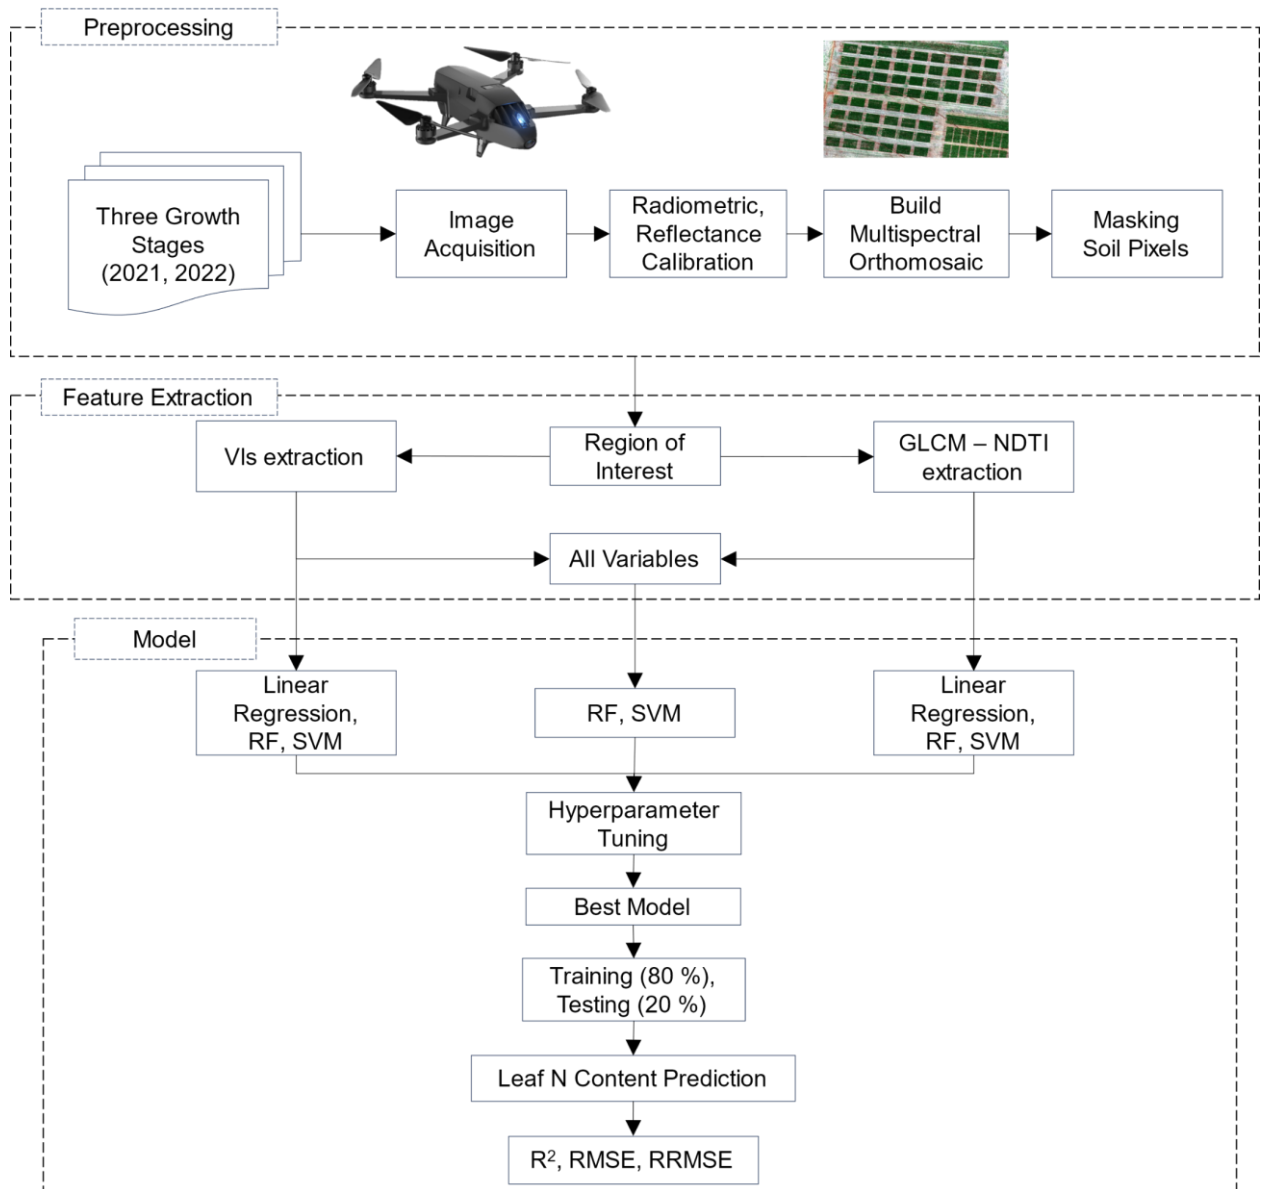 Preprocessing
Three Growth
Stages
(2021, 2022)
Image
Acquisition
Radiometric,
Reflectance
Calibration
Build
Multispectral
Orthomosaic
Masking
Soil Pixels
Feature Extraction
VIs extraction
Region of
Interest
GLCM – NDTI
extraction
All Variables
Model
Linear
Regression,
RF, SVM
RF, SVM
Linear
Regression,
RF, SVM
Hyperparameter
Tuning
Best Model
Training (80 %),
Testing (20 %)
Leaf N Content Prediction
R², RMSE, RRMSE